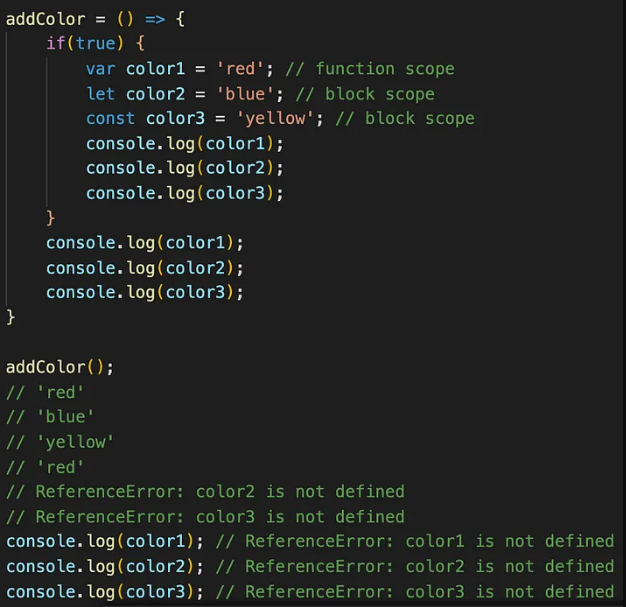 addColor = () => {
    if(true) {
        var color1 = 'red'; // function scope
        let color2 = 'blue'; // block scope
        const color3 = 'yellow'; // block scope
        console.log(color1);
        console.log(color2);
        console.log(color3);
    }
    console.log(color1);
    console.log(color2);
    console.log(color3);
}

addColor();
// 'red'
// 'blue'
// 'yellow'
// 'red'
// ReferenceError: color2 is not defined
// ReferenceError: color3 is not defined
console.log(color1); // ReferenceError: color1 is not defined
console.log(color2); // ReferenceError: color2 is not defined
console.log(color3); // ReferenceError: color3 is not defined